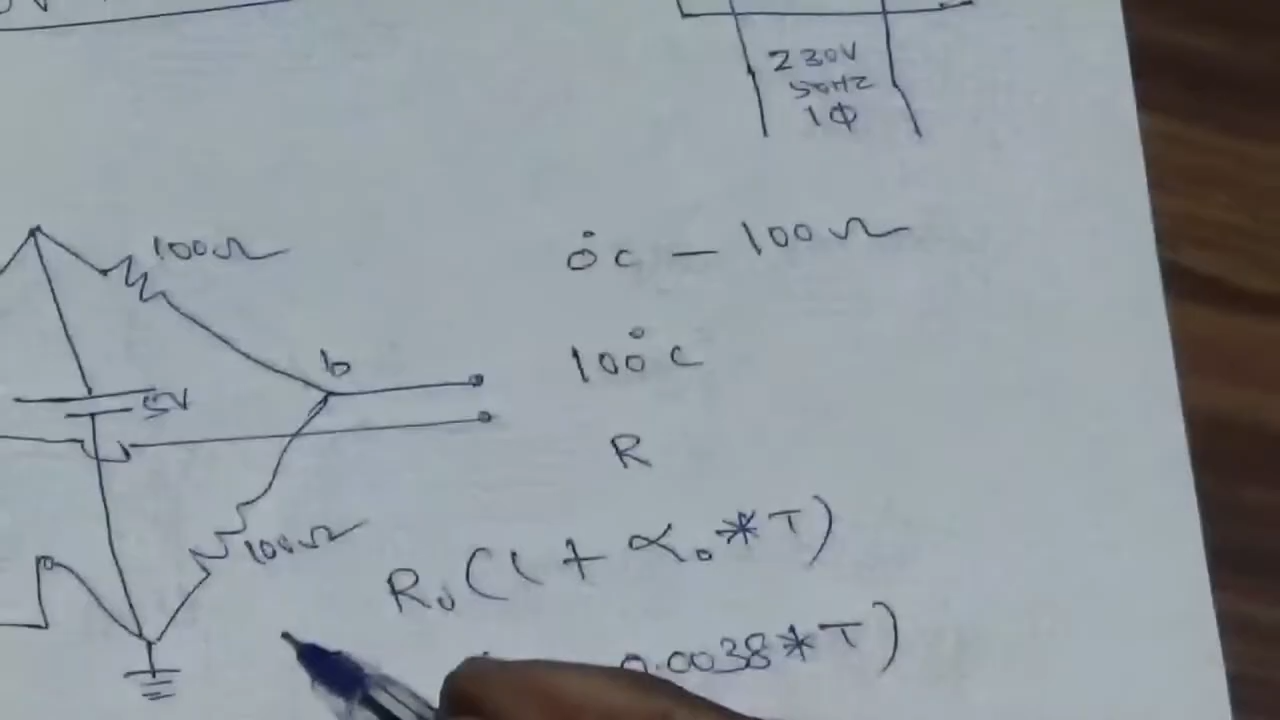 230V
50HZ
1Φ
100Ω
0°C — 100Ω
b
100°C
5V
R
100Ω
R₀(1 + α₀*T)
0.0038*T)